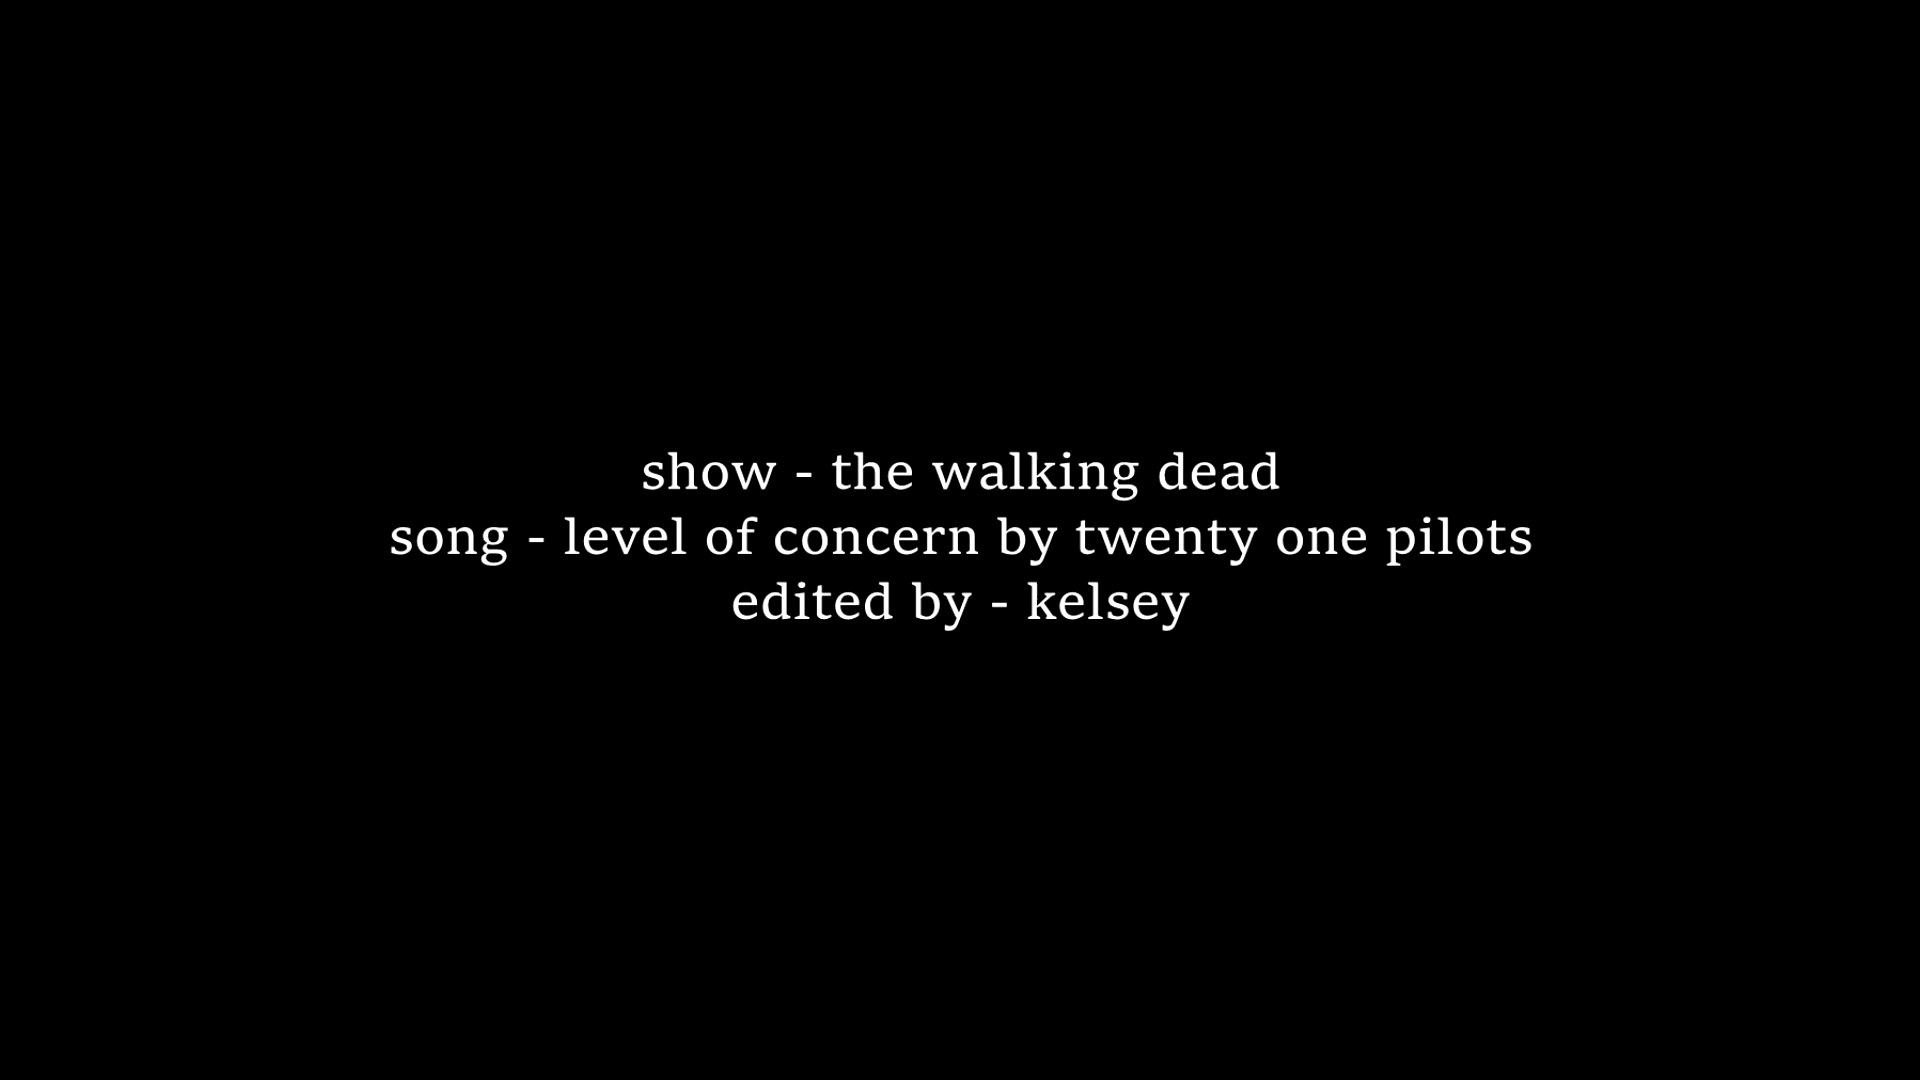 show - the walking dead
song - level of concern by twenty one pilots
edited by - kelsey